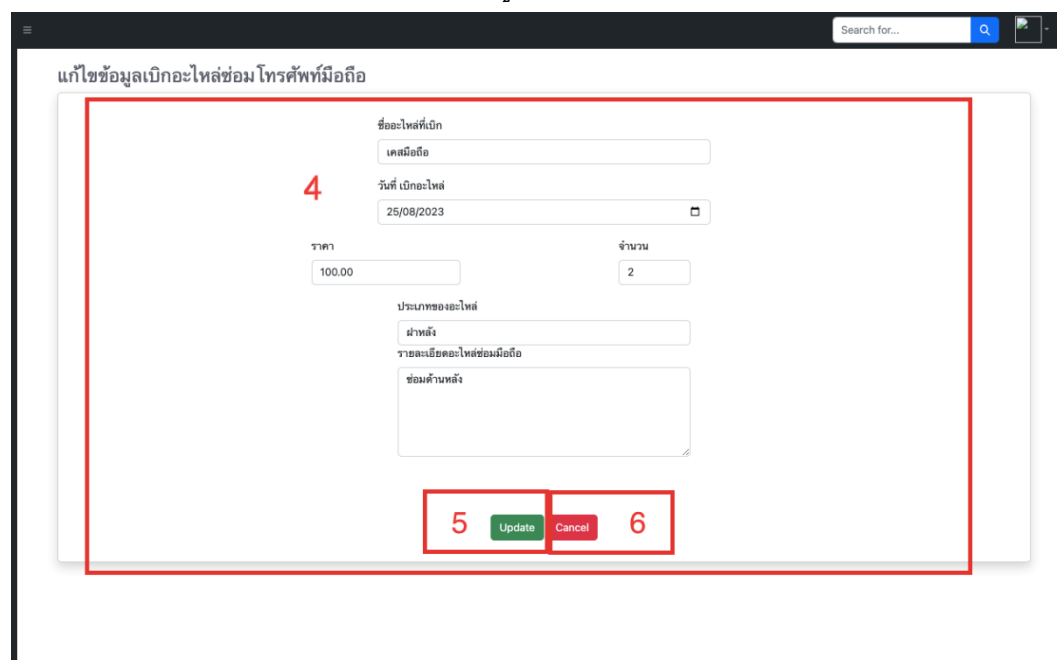 Search for...
แก้ไขข้อมูลเบิกอะไหล่ซ่อมโทรศัพท์มือถือ
ชื่ออะไหล่ที่เบิก
เคสมือถือ
4
วันที่ เบิกอะไหล่
25/08/2023
ราคา จำนวน
100.00 2
ประเภทของอะไหล่
ฝาหลัง
รายละเอียดอะไหล่ซ่อมมือถือ
ซ่อมด้านหลัง
5 Update Cancel 6